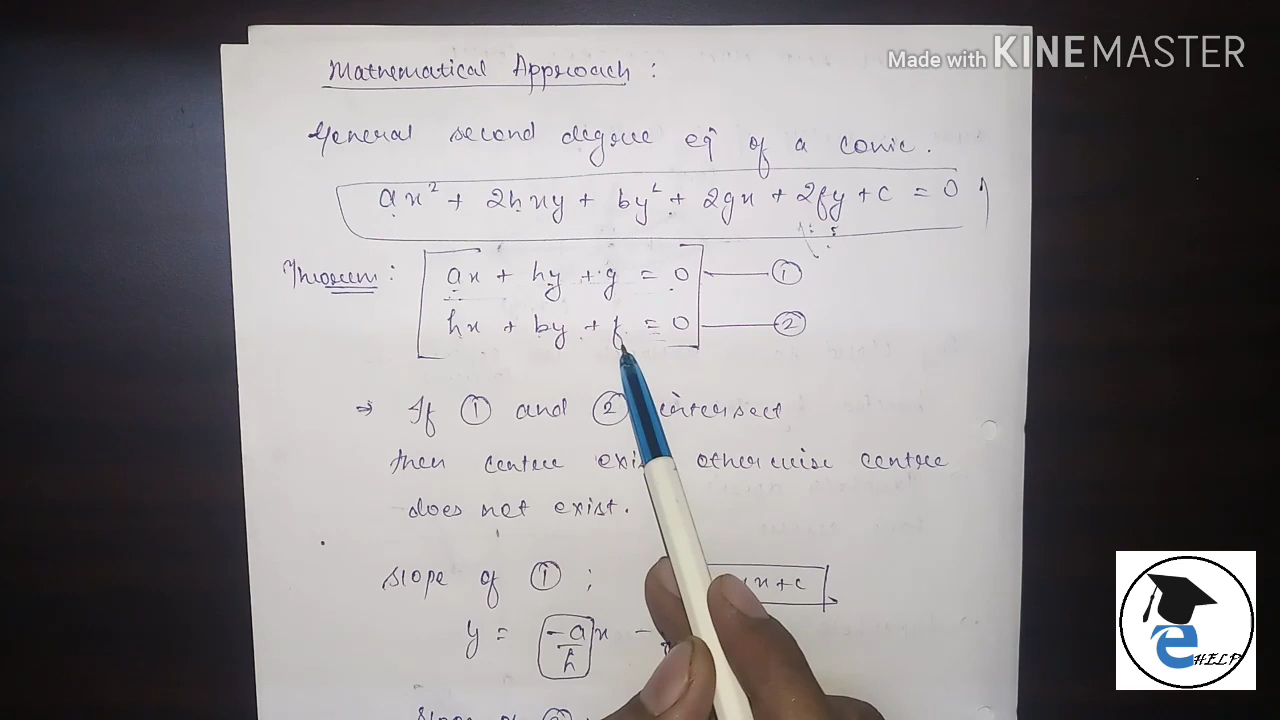 Made with KINEMASTER
Mathematical Approach :
General second degree eqn of a conic.
ax² + 2hxy + by² + 2gx + 2fy + c = 0
Theorem : ax + hy + g = 0 —— ①
hx + by + f = 0 —— ②
⇒ If ① and ② intersect
then centre otherwise centre
does not exist.
slope of ① ; x + c
y = (-a/h) x -
HELP